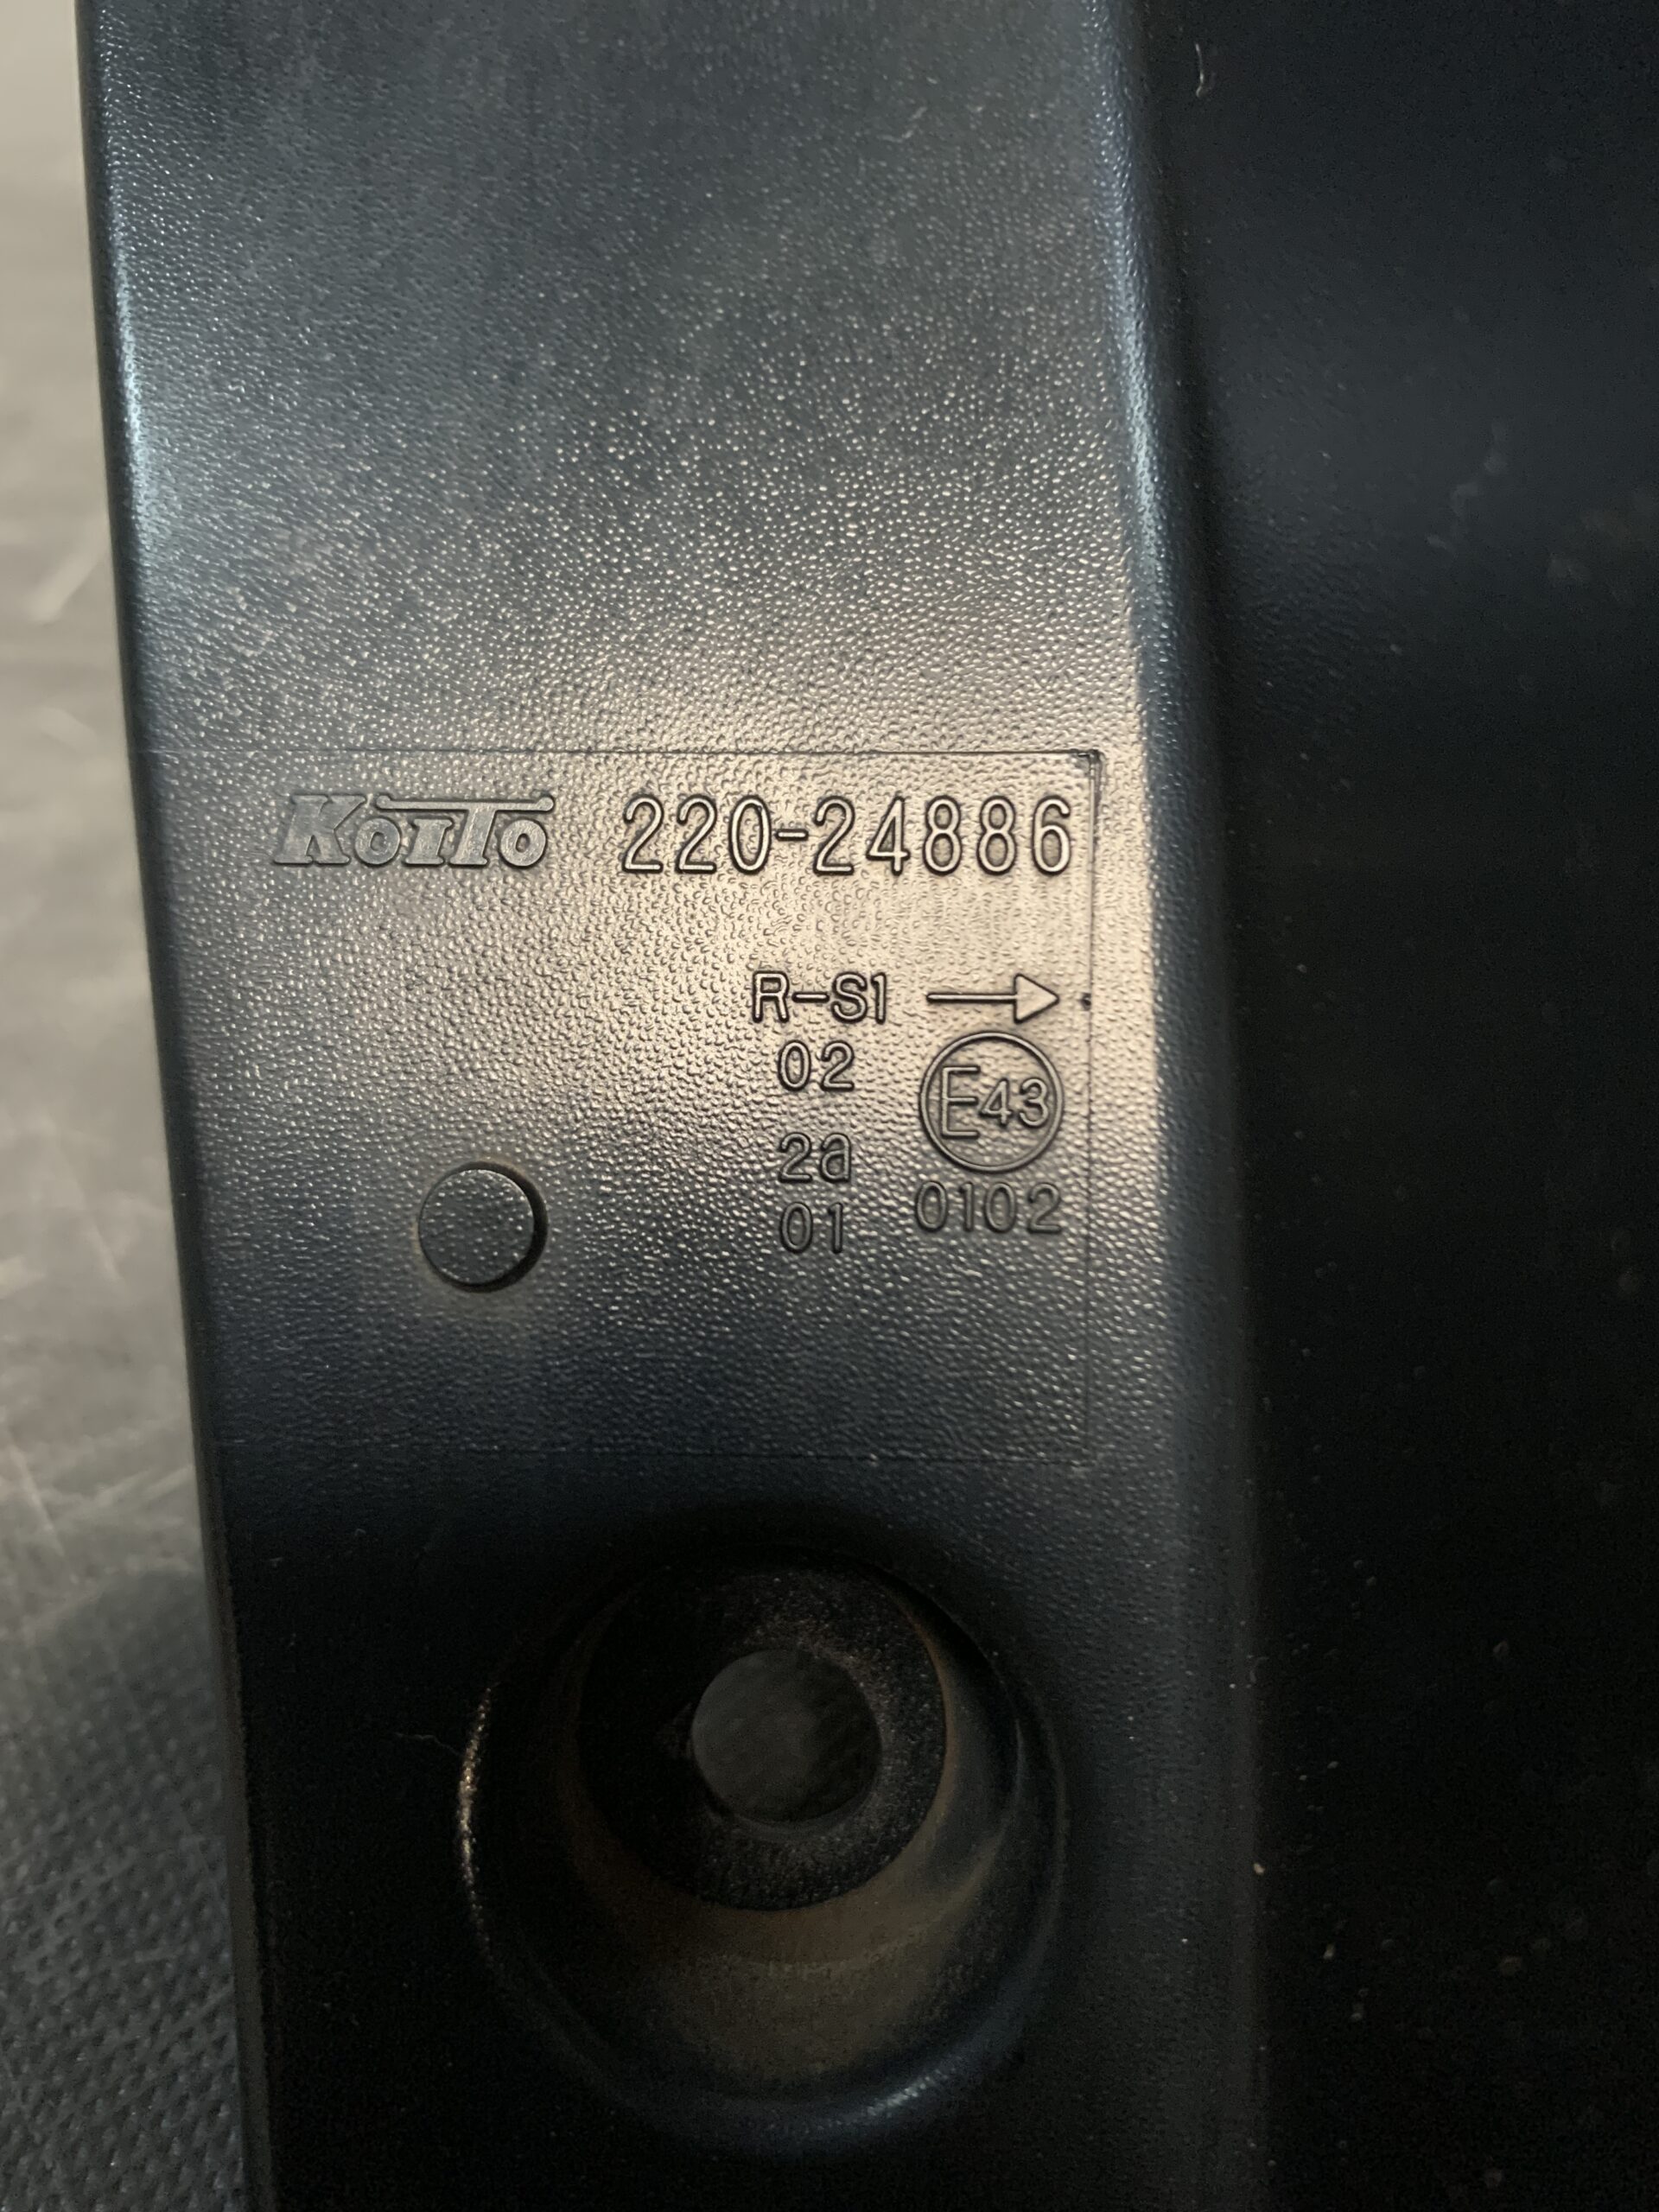 KoITo 220-24886
R-S1 →
02 E43
2a
01 0102